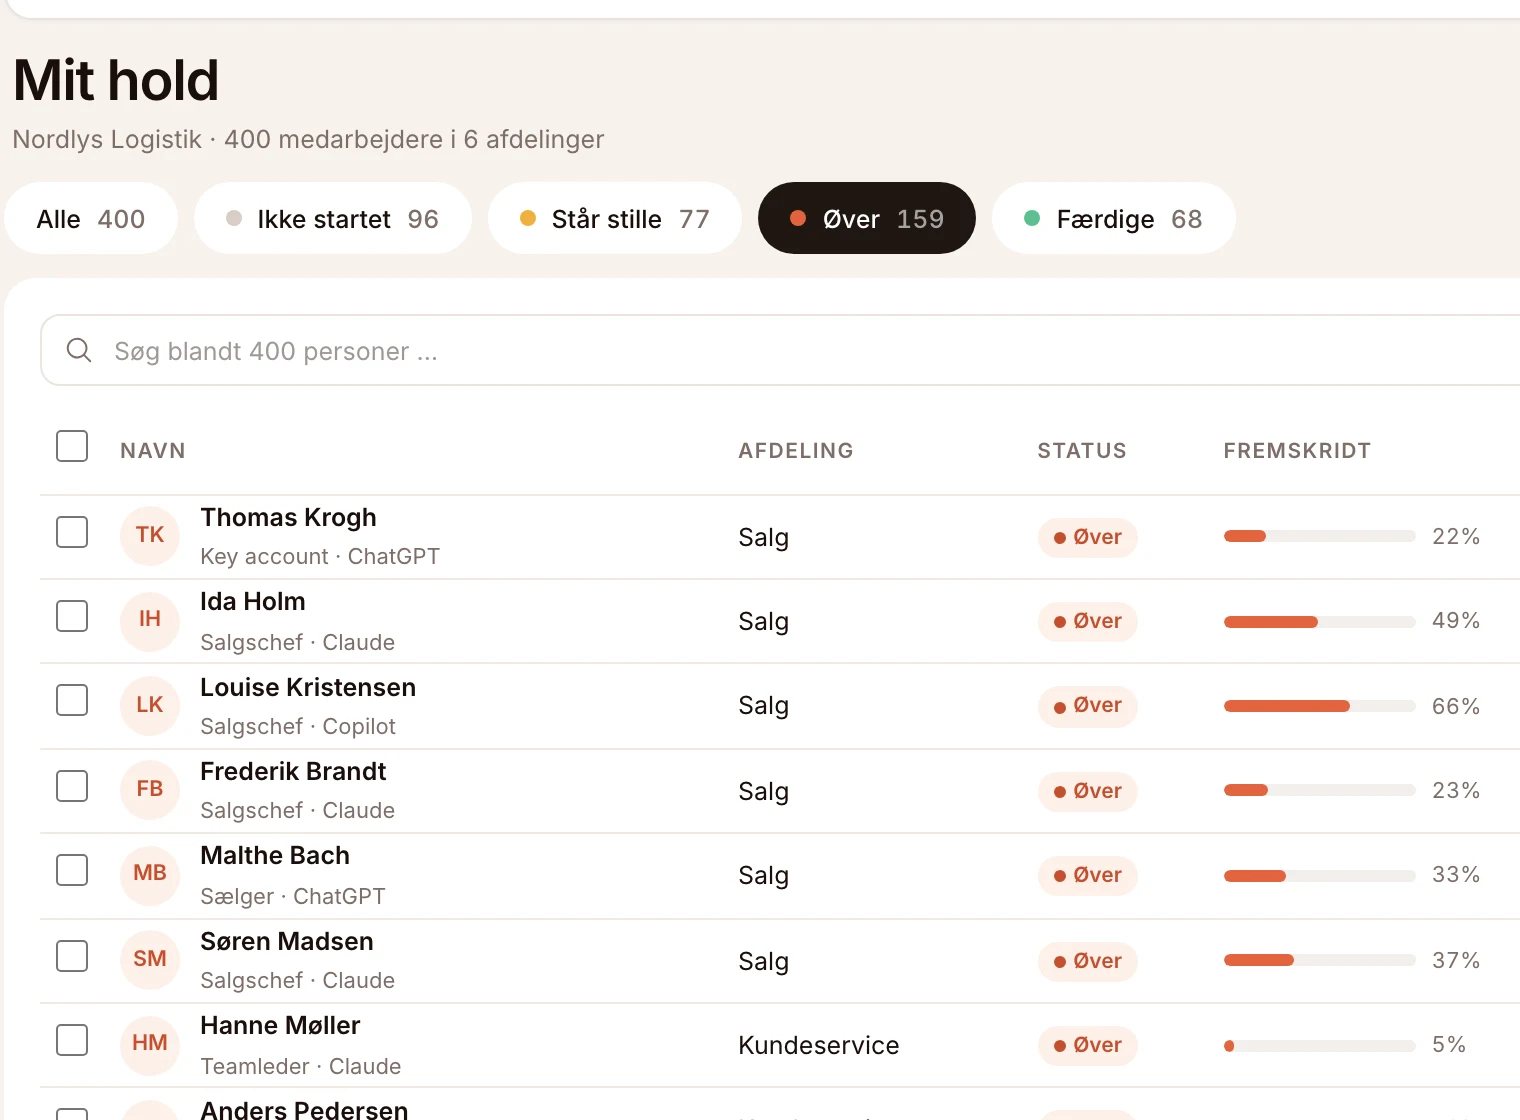 Mit hold
Nordlys Logistik · 400 medarbejdere i 6 afdelinger
Alle 400 Ikke startet 96 Står stille 77 Øver 159 Færdige 68
Søg blandt 400 personer ...
NAVN AFDELING STATUS FREMSKRIDT
TK Thomas Krogh Salg Øver 22%
Key account · ChatGPT
IH Ida Holm Salg Øver 49%
Salgschef · Claude
LK Louise Kristensen Salg Øver 66%
Salgschef · Copilot
FB Frederik Brandt Salg Øver 23%
Salgschef · Claude
MB Malthe Bach Salg Øver 33%
Sælger · ChatGPT
SM Søren Madsen Salg Øver 37%
Salgschef · Claude
HM Hanne Møller Kundeservice Øver 5%
Teamleder · Claude
Anders Pedersen